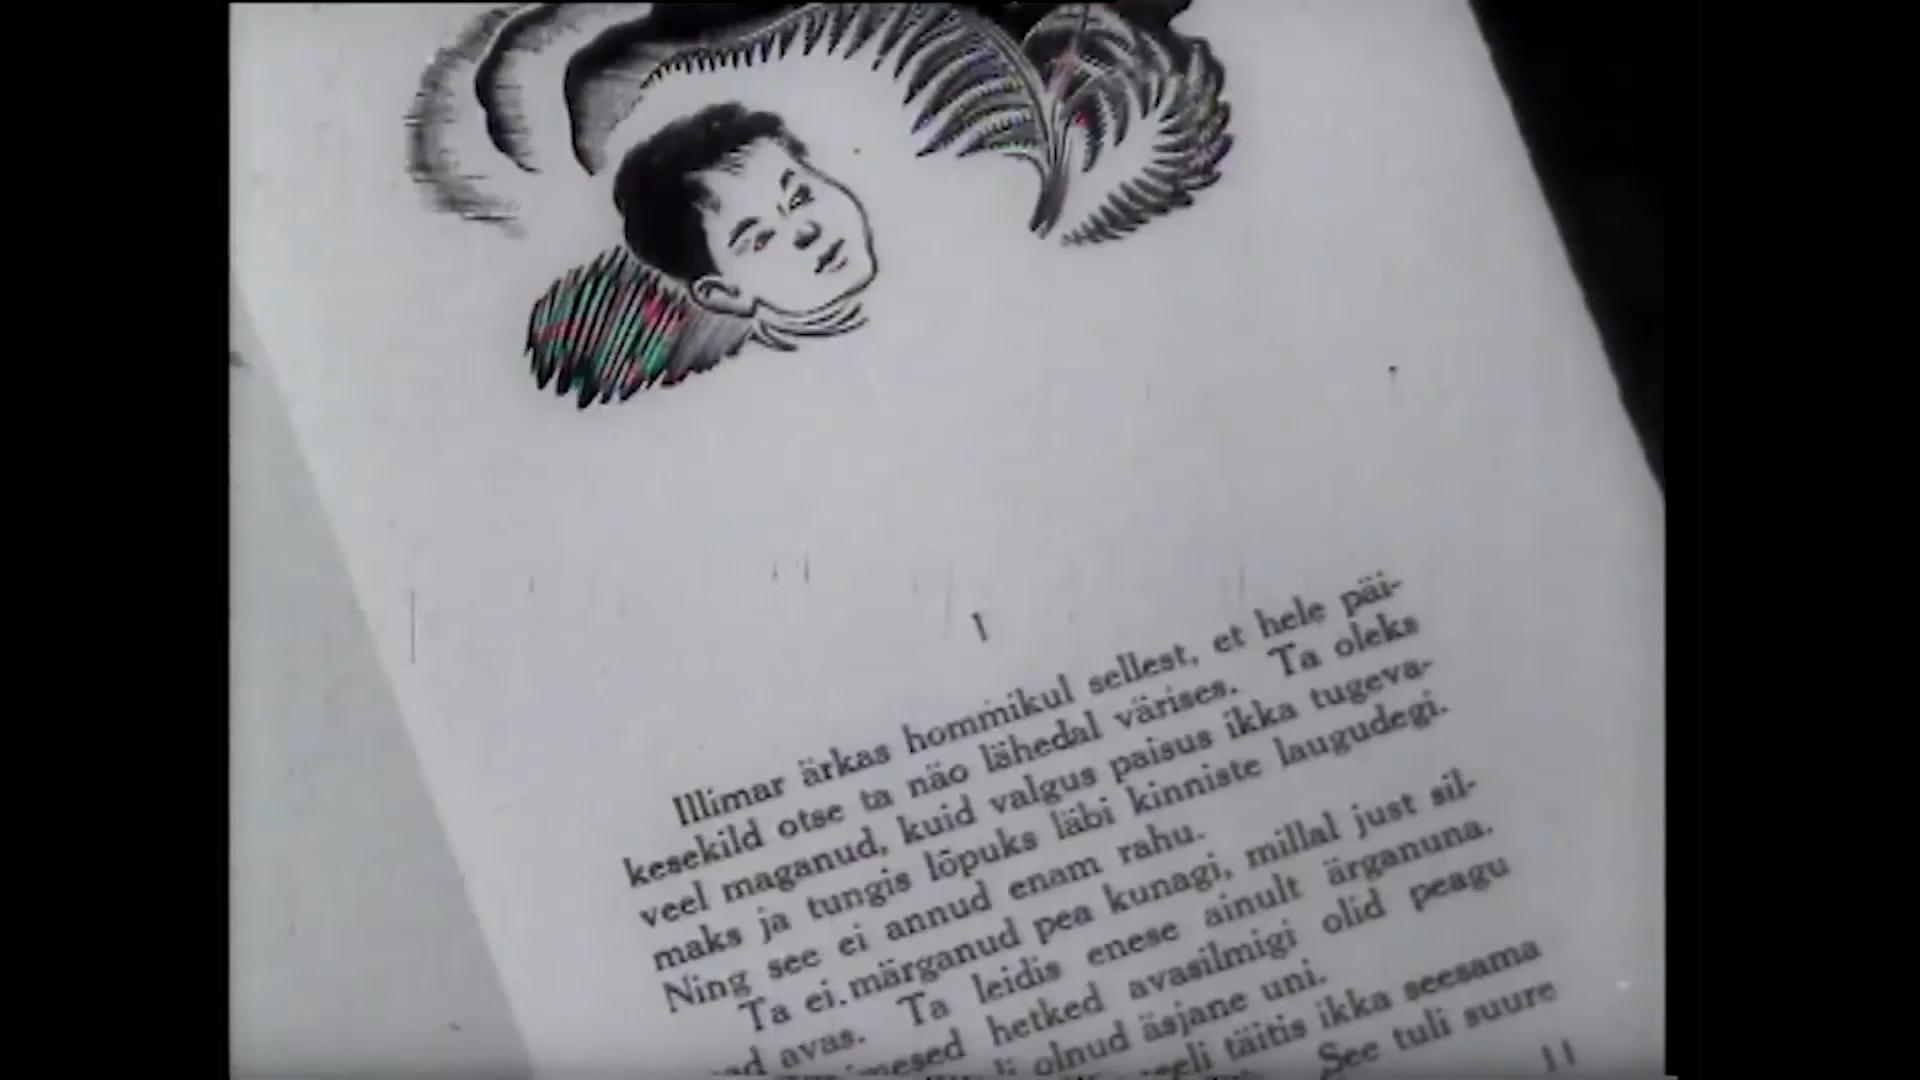 I
Illimar ärkas hommikul sellest, et hele päi-
kesekild otse ta näo lähedal värises. Ta oleks
veel maganud, kuid valgus paisus ikka tugeva-
maks ja tungis lõpuks läbi kinniste laugudegi.
Ning see ei annud enam rahu.
Ta ei märganud pea kunagi, millal just sil-
avas. Ta leidis enese ainult ärganuna.
hetked avasilmigi olid peagu
olnud äsjane uni.
täitis ikka seesama
See tuli suure
11